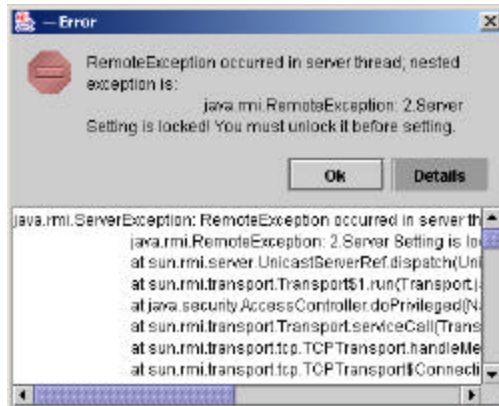 – Error
RemoteException occurred in server thread; nested
exception is:
java.rmi.RemoteException: 2.Server
Setting is locked! You must unlock it before setting.
Ok
Details
java.rmi.ServerException: RemoteException occurred in server th
java.rmi.RemoteException: 2.Server Setting is lo
at sun.rmi.server.UnicastServerRef.dispatch(Uni
at sun.rmi.transport.Transport$1.run(Transport.j
at java.security.AccessController.doPrivileged(Na
at sun.rmi.transport.Transport.serviceCall(Trans
at sun.rmi.transport.tcp.TCPTransport.handleMe
at sun.rmi.transport.tcp.TCPTransport$Connecti